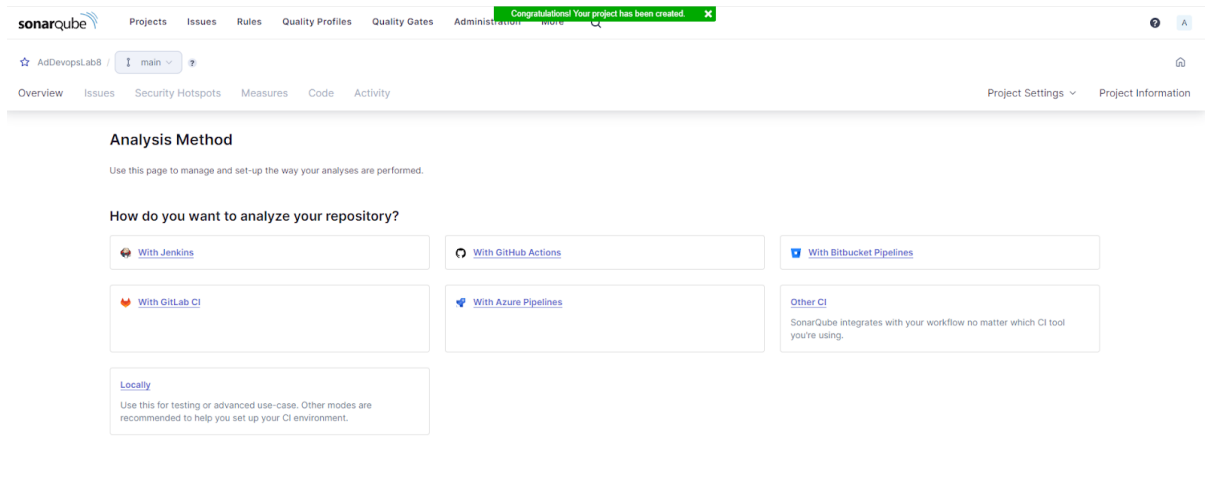 Congratulations! Your project has been created. ✖
sonarqube Projects Issues Rules Quality Profiles Quality Gates Administration More ? A
AdDevopsLab8 / main ?
Overview Issues Security Hotspots Measures Code Activity Project Settings Project Information
Analysis Method
Use this page to manage and set-up the way your analyses are performed.
How do you want to analyze your repository?
With Jenkins With GitHub Actions With Bitbucket Pipelines
With GitLab CI With Azure Pipelines Other CI
SonarQube integrates with your workflow no matter which CI tool
you're using.
Locally
Use this for testing or advanced use-case. Other modes are
recommended to help you set up your CI environment.